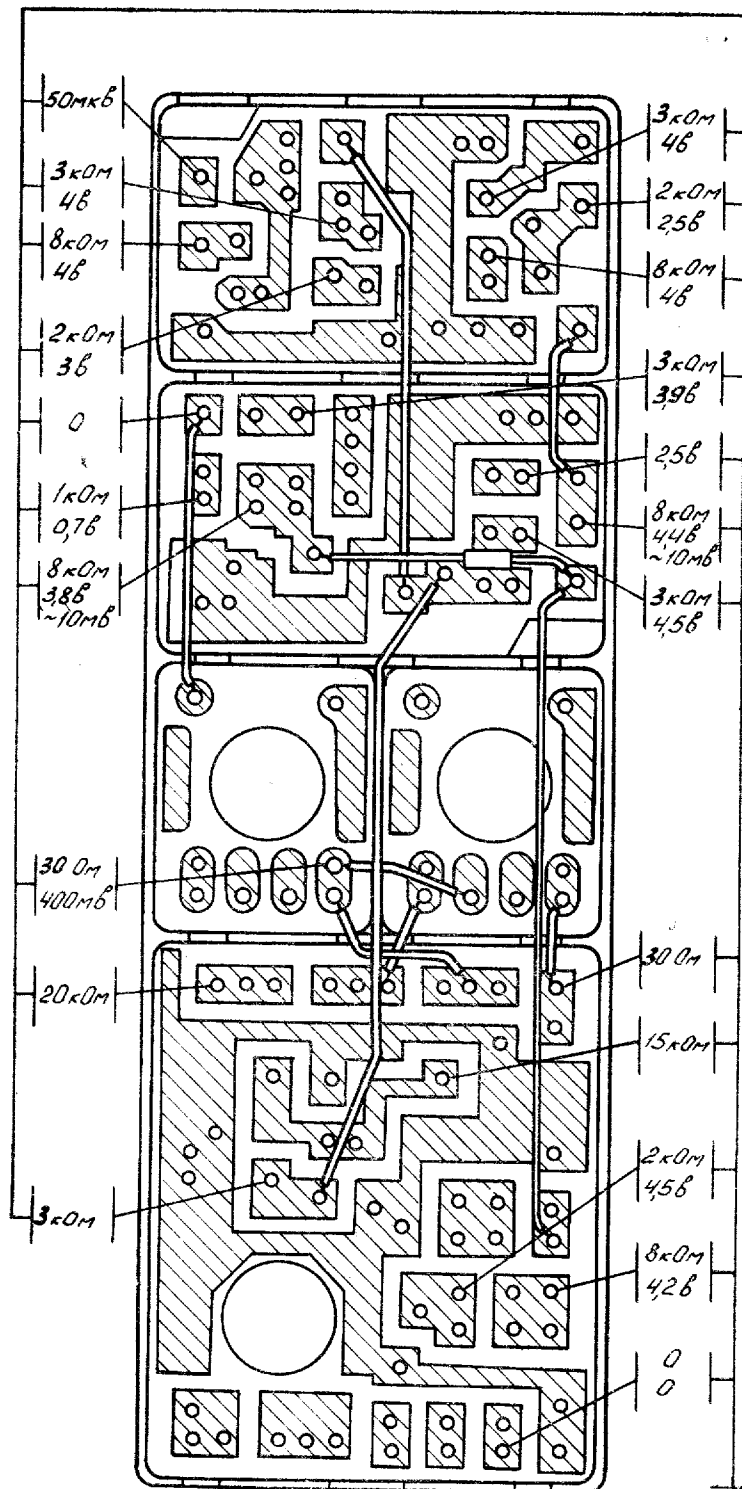 50мкв
3кОм
4в
8кОм
4в
2кОм
3в
0
1кОм
0,7в
8кОм
3,8в
~10мв
30 Ом
400мв
20кОм
3кОм
3кОм
4в
2кОм
2,5в
8кОм
4в
3кОм
3,9в
2,5в
8кОм
4,4в
~10мв
3кОм
4,5в
30 Ом
15кОм
2кОм
4,5в
8кОм
4,2в
0
0